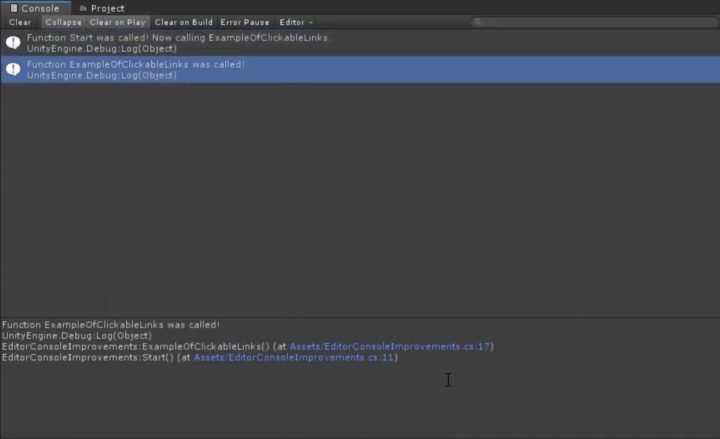 Console Project
Clear Collapse Clear on Play Clear on Build Error Pause Editor
Function Start was called! Now calling ExampleOfClickableLinks.
UnityEngine.Debug:Log(Object)
Function ExampleOfClickableLinks was called!
UnityEngine.Debug:Log(Object)
Function ExampleOfClickableLinks was called!
UnityEngine.Debug:Log(Object)
EditorConsoleImprovements:ExampleOfClickableLinks() (at Assets/EditorConsoleImprovements.cs:17)
EditorConsoleImprovements:Start() (at Assets/EditorConsoleImprovements.cs:11)